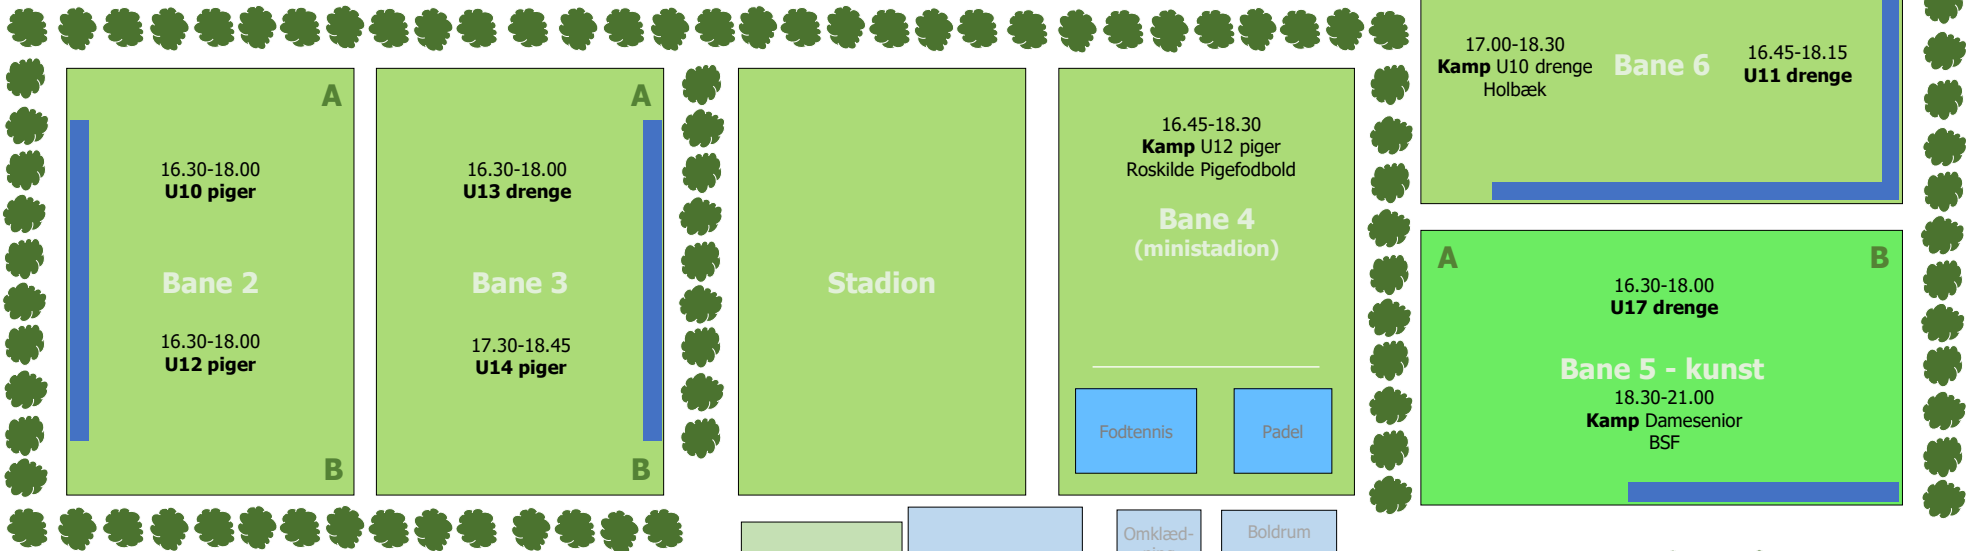 A
16.30-18.00
U10 piger
Bane 2
16.30-18.00
U12 piger
B
A
16.30-18.00
U13 drenge
Bane 3
17.30-18.45
U14 piger
B
Stadion
16.45-18.30
Kamp U12 piger
Roskilde Pigefodbold
Bane 4
(ministadion)
Fodtennis
Padel
17.00-18.30
Kamp U10 drenge
Holbæk
Bane 6
16.45-18.15
U11 drenge
A
B
16.30-18.00
U17 drenge
Bane 5 - kunst
18.30-21.00
Kamp Damesenior
BSF
Omklæd-
Boldrum